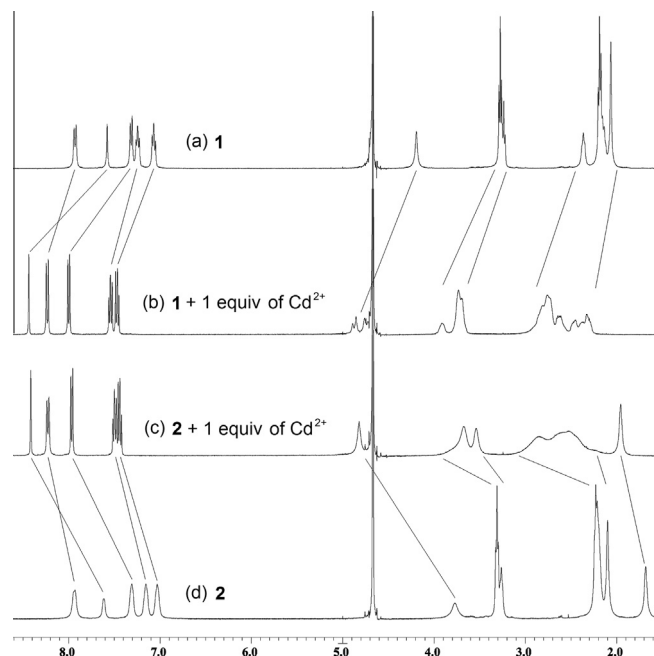 (a) 1
(b) 1 + 1 equiv of Cd2+
(c) 2 + 1 equiv of Cd2+
(d) 2
8.0 7.0 6.0 5.0 4.0 3.0 2.0